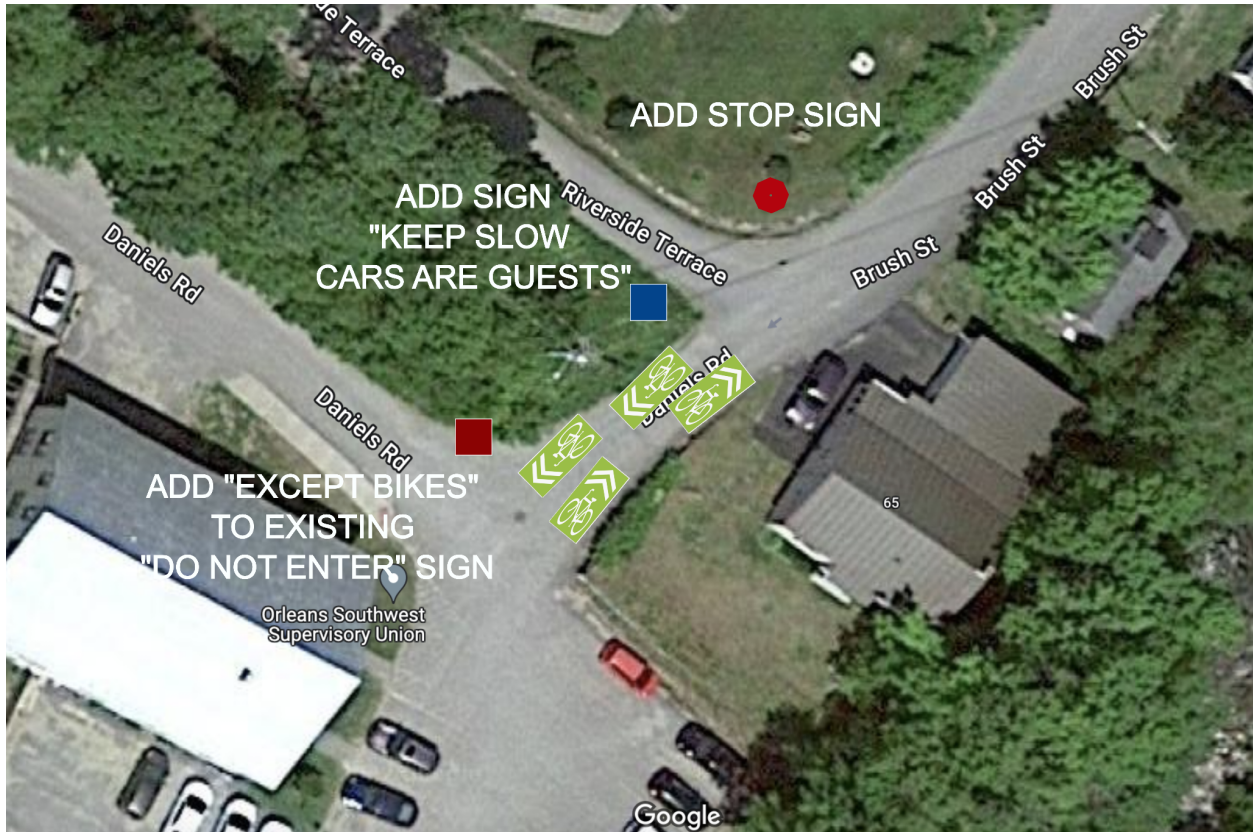 de Terrace
Brush St
ADD STOP SIGN
Brush St
ADD SIGN
"KEEP SLOW
CARS ARE GUESTS"
Riverside Terrace
Brush St
Daniels Rd
Daniels Rd
Daniels Rd
ADD "EXCEPT BIKES"
TO EXISTING
"DO NOT ENTER" SIGN
65
Orleans Southwest
Supervisory Union
Google